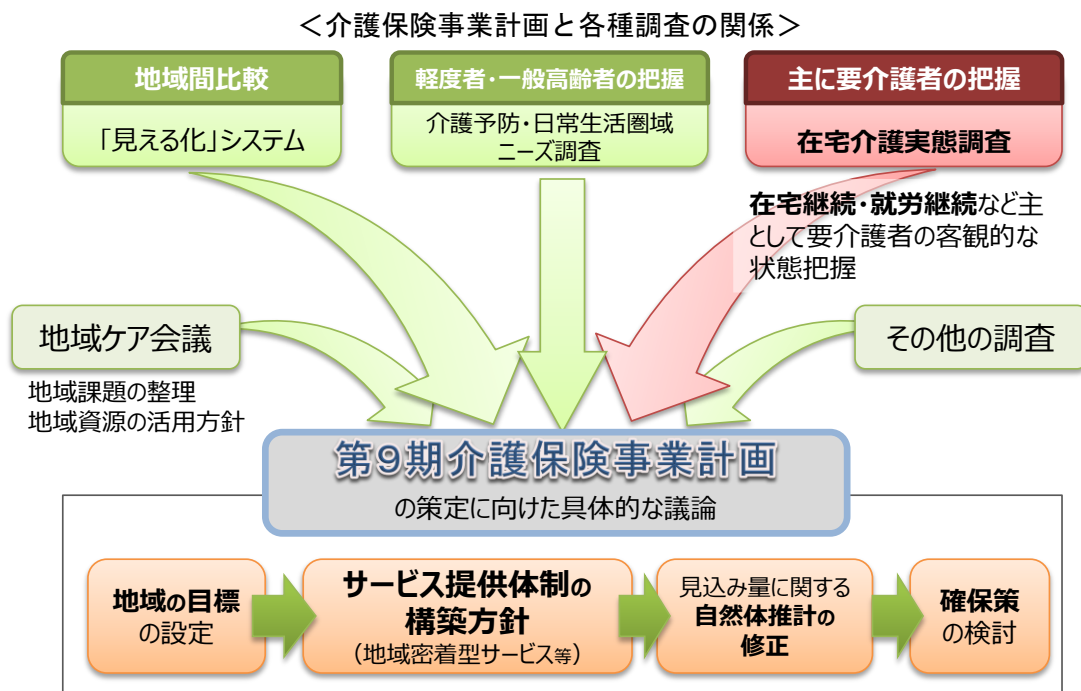 ＜介護保険事業計画と各種調査の関係＞
地域間比較
「見える化」システム
軽度者・一般高齢者の把握
介護予防・日常生活圏域
ニーズ調査
主に要介護者の把握
在宅介護実態調査
在宅継続・就労継続など主
として要介護者の客観的な
状態把握
地域ケア会議
地域課題の整理
地域資源の活用方針
その他の調査
第9期介護保険事業計画
の策定に向けた具体的な議論
地域の目標
の設定
サービス提供体制の
構築方針
（地域密着型サービス等）
見込み量に関する
自然体推計の
修正
確保策
の検討